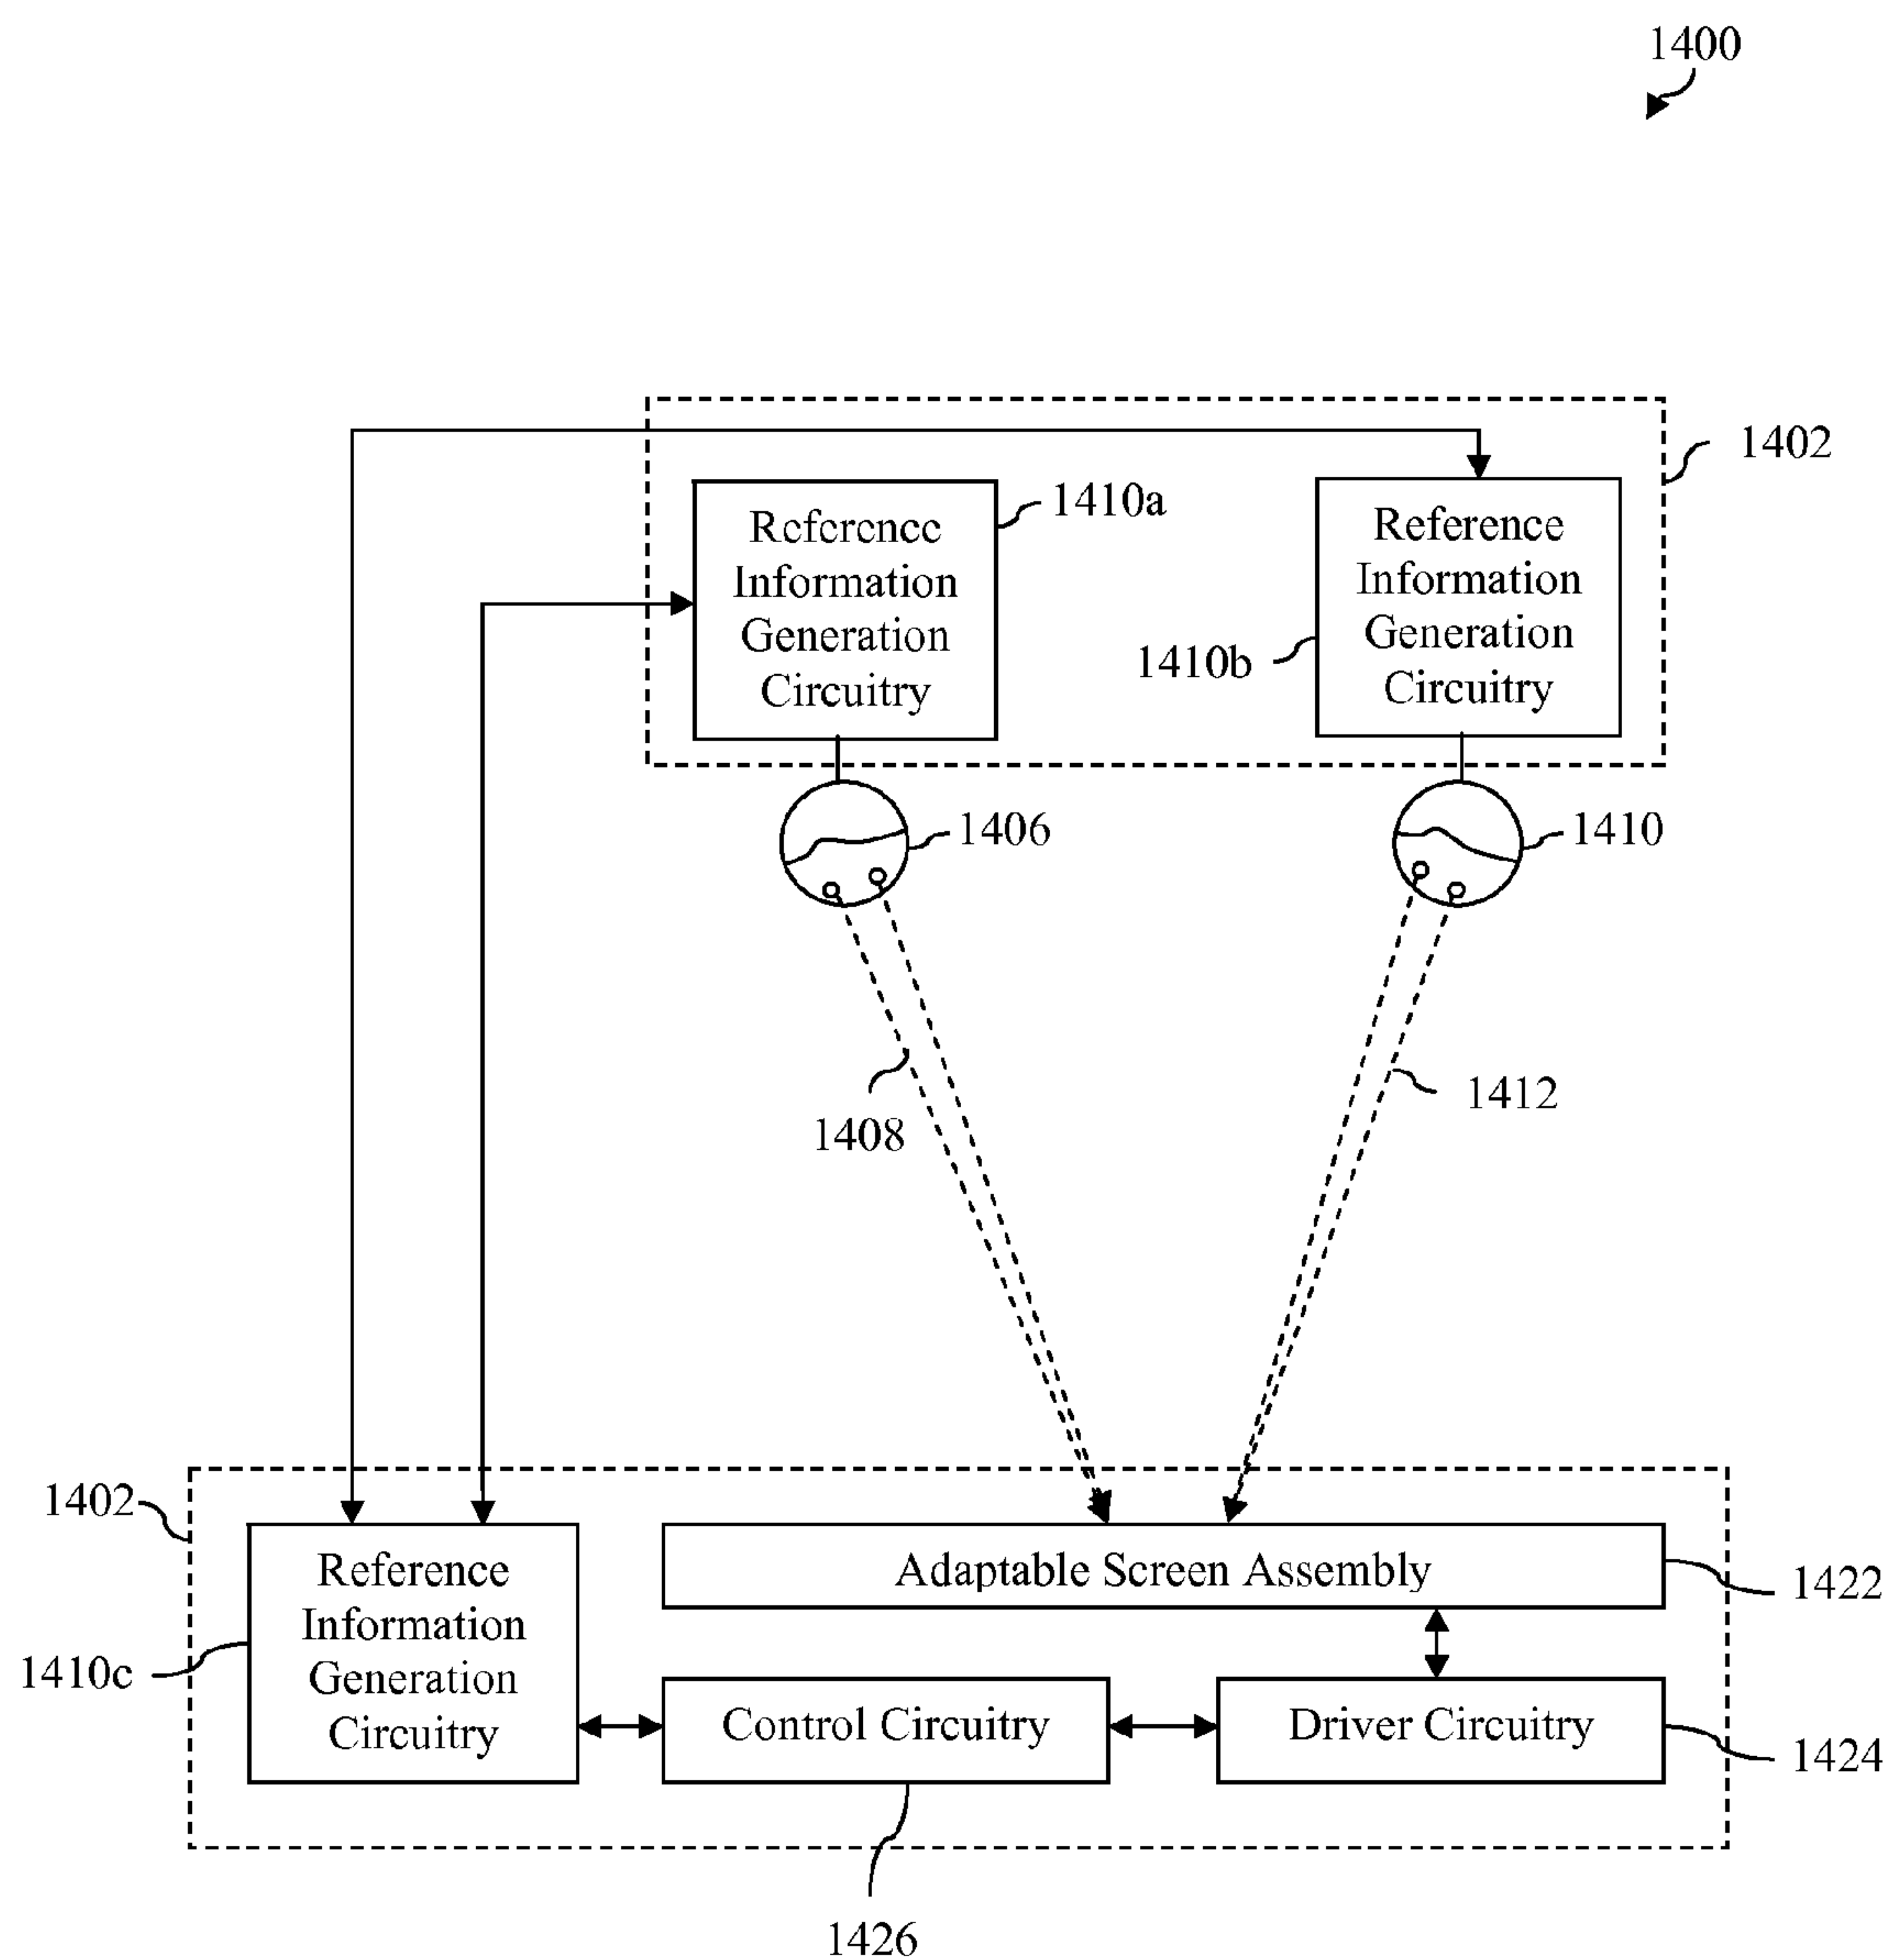 1400
1402
1410a
Reference
Information
Generation
Circuitry
Reference
Information
Generation
Circuitry
1410b
1406
1410
1408
1412
1402
Reference
Information
Generation
Circuitry
Adaptable Screen Assembly
1422
1410c
Control Circuitry
Driver Circuitry
1424
1426